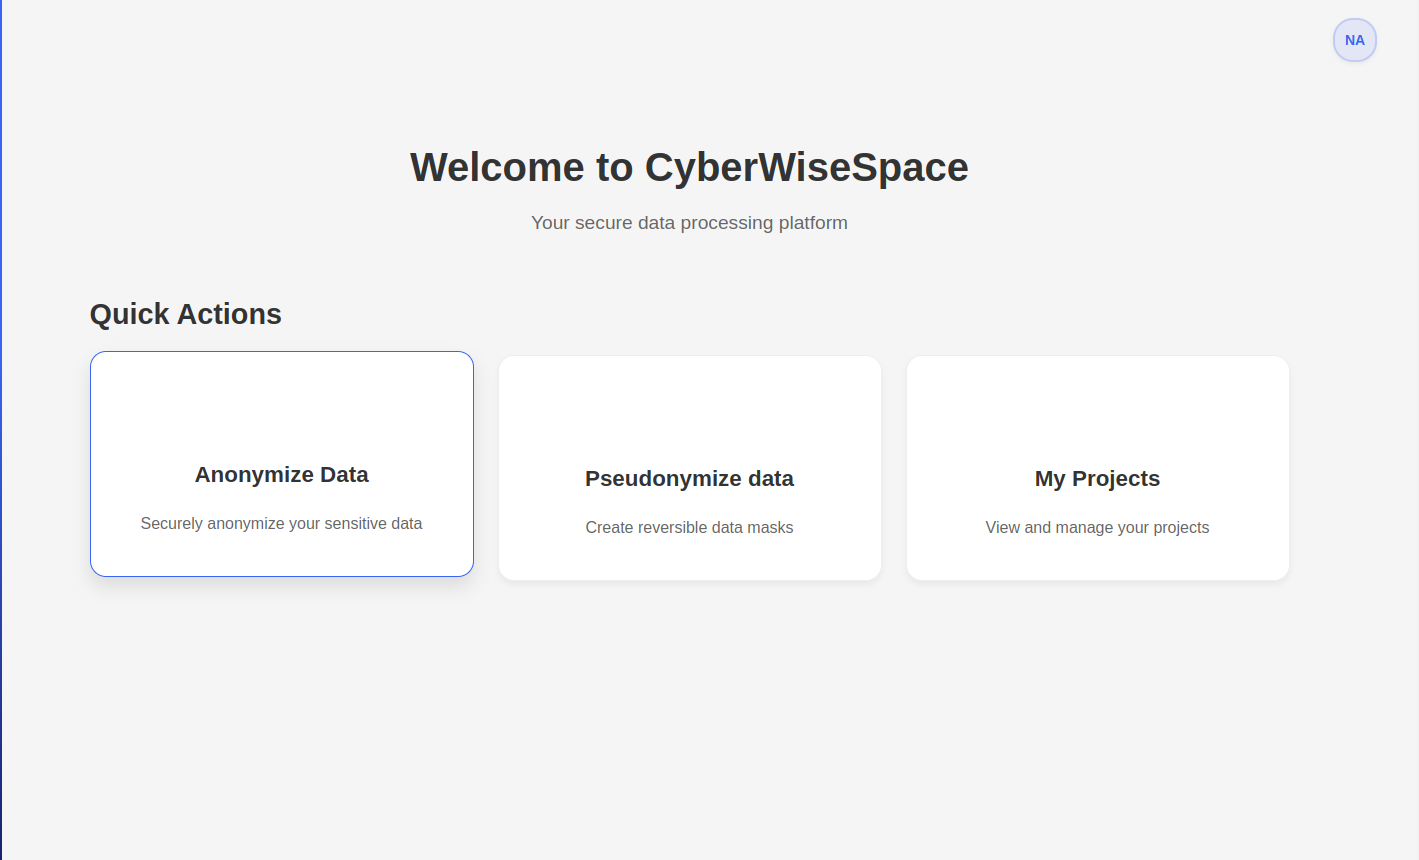 NA
Welcome to CyberWiseSpace
Your secure data processing platform
Quick Actions
Anonymize Data
Securely anonymize your sensitive data
Pseudonymize data
Create reversible data masks
My Projects
View and manage your projects